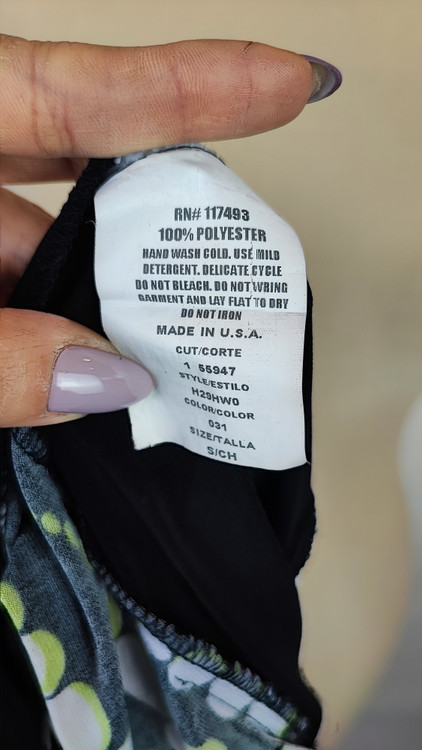 RN# 117493
100% POLYESTER
HAND WASH COLD. USE MILD
DETERGENT. DELICATE CYCLE
DO NOT BLEACH. DO NOT WRING
GARMENT AND LAY FLAT TO DRY
DO NOT IRON
MADE IN U.S.A.
CUT/CORTE
1 55947
STYLE/ESTILO
H29HW0
COLOR/COLOR
031
SIZE/TALLA
S/CH